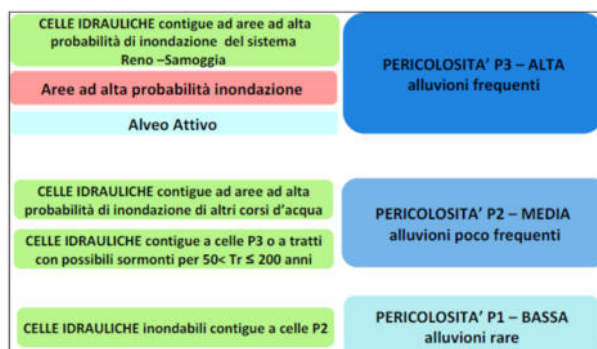 CELLE IDRAULICHE contigue ad aree ad alta
probabilità di inondazione del sistema
Reno –Samoggia
Aree ad alta probabilità inondazione
Alveo Attivo
PERICOLOSITA’ P3 – ALTA
alluvioni frequenti
CELLE IDRAULICHE contigue ad aree ad alta
probabilità di inondazione di altri corsi d’acqua
CELLE IDRAULICHE contigue a celle P3 o a tratti
con possibili sormonti per 50< Tr ≤ 200 anni
PERICOLOSITA’ P2 – MEDIA
alluvioni poco frequenti
CELLE IDRAULICHE inondabili contigue a celle P2
PERICOLOSITA’ P1 – BASSA
alluvioni rare